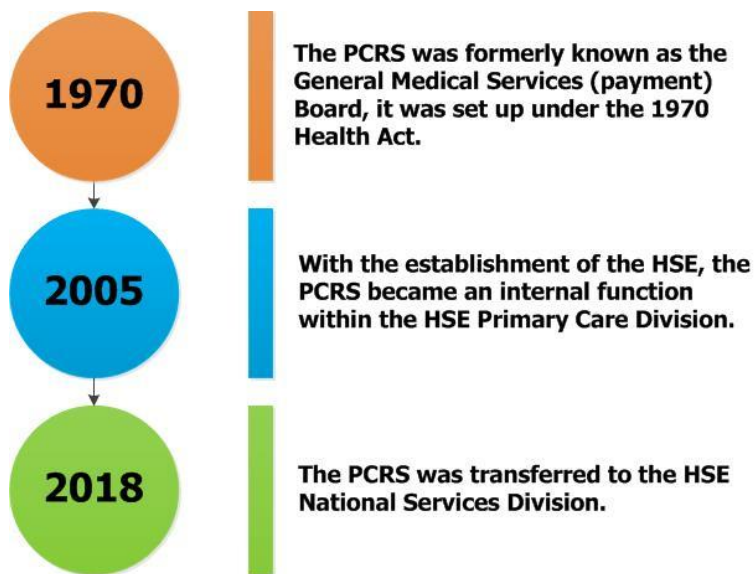 1970
The PCRS was formerly known as the
General Medical Services (payment)
Board, it was set up under the 1970
Health Act.
2005
With the establishment of the HSE, the
PCRS became an internal function
within the HSE Primary Care Division.
2018
The PCRS was transferred to the HSE
National Services Division.